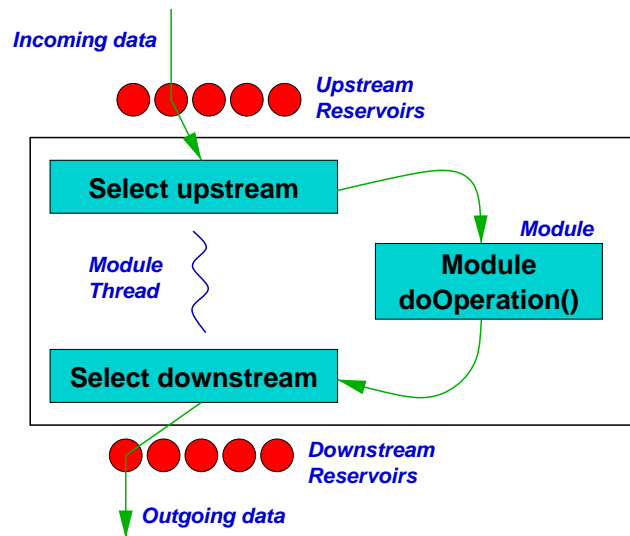 Incoming data
Upstream
Reservoirs
Select upstream
Module
Module
Thread
Module
doOperation()
Select downstream
Downstream
Reservoirs
Outgoing data